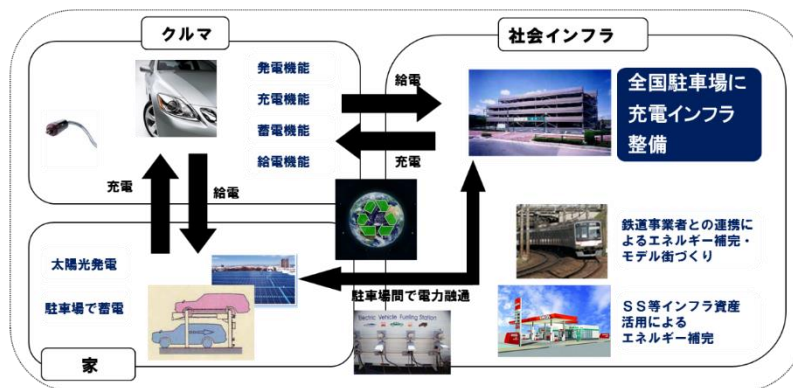 クルマ
発電機能
充電機能
蓄電機能
給電機能
給電
充電
社会インフラ
全国駐車場に
充電インフラ
整備
充電
給電
太陽光発電
駐車場で蓄電
家
駐車場間で電力融通
Electric Vehicle Fueling Station
鉄道事業者との連携に
よるエネルギー補完・
モデル街づくり
ＳＳ等インフラ資産
活用による
エネルギー補完